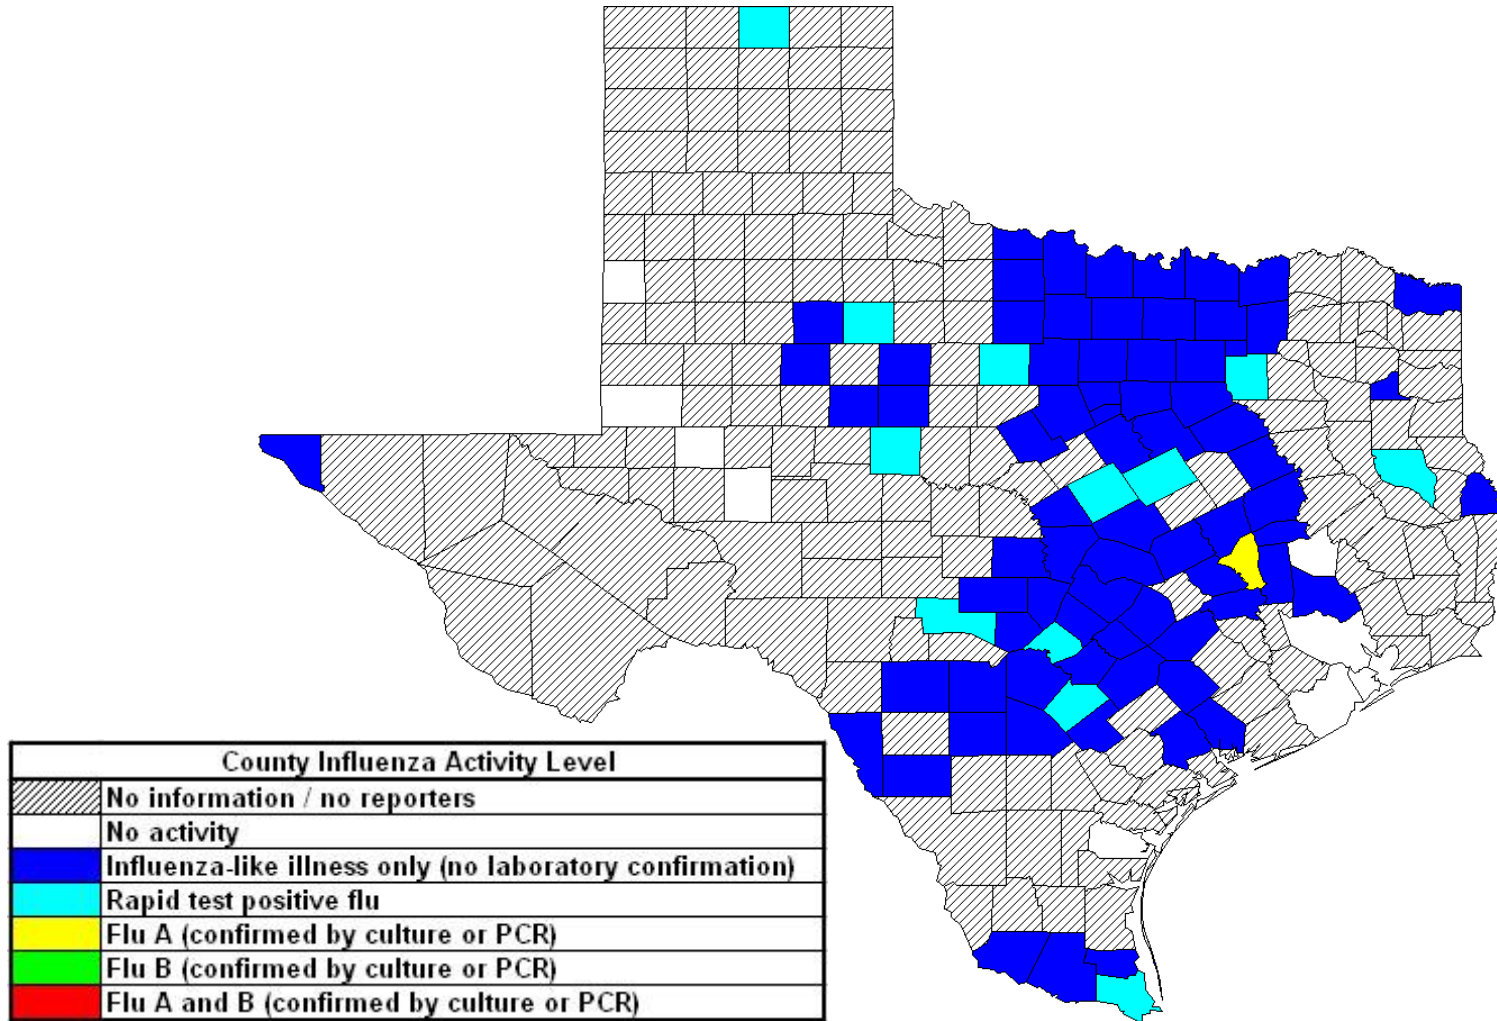 County Influenza Activity Level
No information / no reporters
No activity
Influenza-like illness only (no laboratory confirmation)
Rapid test positive flu
Flu A (confirmed by culture or PCR)
Flu B (confirmed by culture or PCR)
Flu A and B (confirmed by culture or PCR)